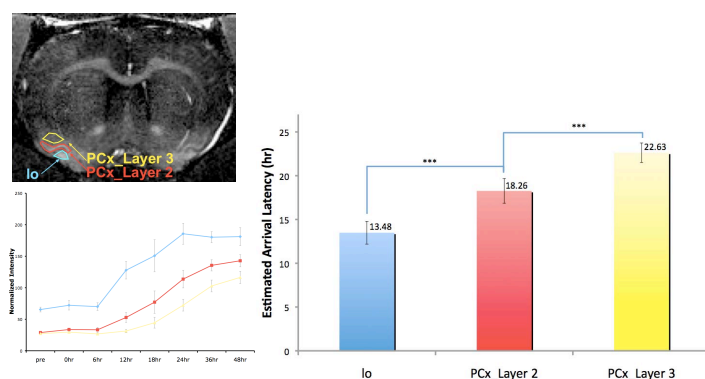 PCx_Layer 3
PCx_Layer 2
lo
Normalized Intensity
250
200
150
100
50
0
pre 0hr 6hr 12hr 18hr 24hr 36hr 48hr
Estimated Arrival Latency (hr)
25
20
15
10
5
0
***
***
13.48
18.26
22.63
lo PCx_Layer 2 PCx_Layer 3